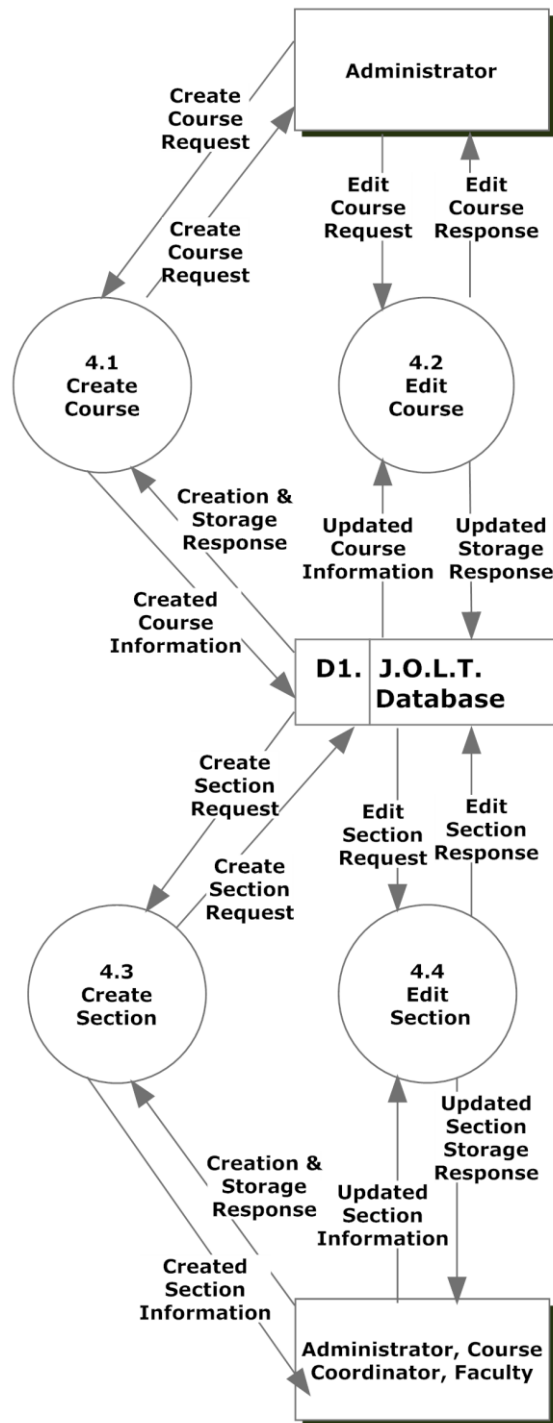 Administrator
Create
Course
Request
Create
Course
Request
Edit
Course
Request
Edit
Course
Response
4.1
Create
Course
4.2
Edit
Course
Creation &
Storage
Response
Created
Course
Information
Updated
Course
Information
Updated
Storage
Response
D1. J.O.L.T.
Database
Create
Section
Request
Create
Section
Request
Edit
Section
Request
Edit
Section
Response
4.3
Create
Section
4.4
Edit
Section
Creation &
Storage
Response
Created
Section
Information
Updated
Section
Information
Updated
Section
Storage
Response
Administrator, Course
Coordinator, Faculty